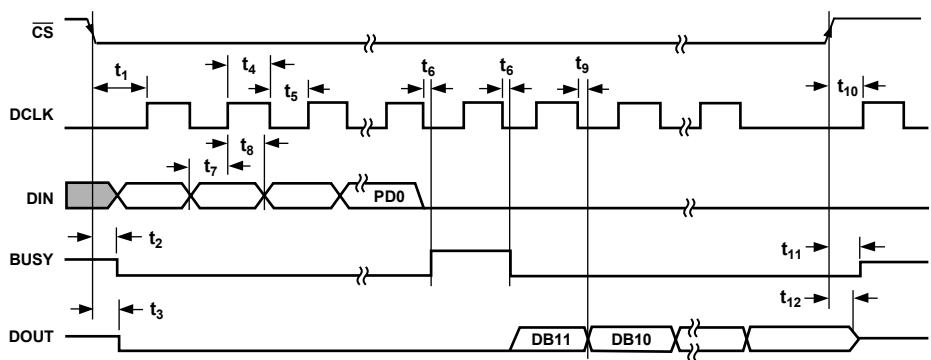 CS
t1
t4
t5
t6
t6
t9
t10
DCLK
t7
t8
DIN
PD0
t2
BUSY
t11
t3
t12
DOUT
DB11
DB10